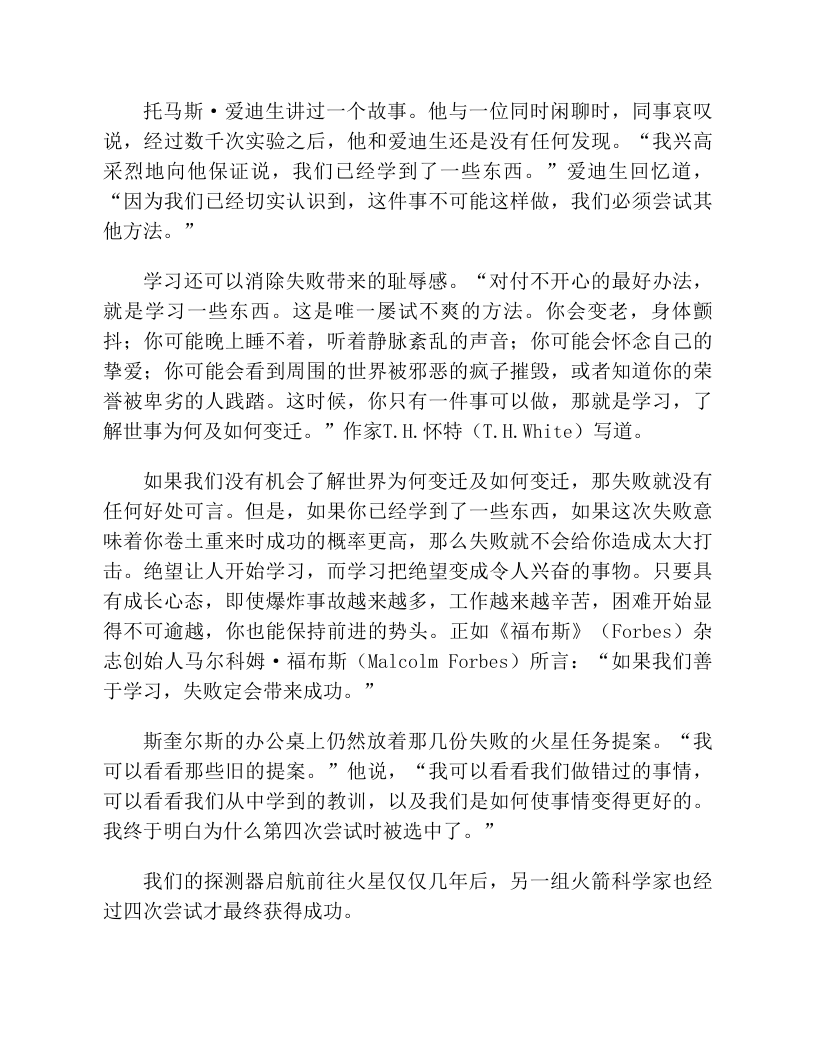 托马斯·爱迪生讲过一个故事。他与一位同时闲聊时，同事哀叹
说，经过数千次实验之后，他和爱迪生还是没有任何发现。“我兴高
采烈地向他保证说，我们已经学到了一些东西。”爱迪生回忆道，
“因为我们已经切实认识到，这件事不可能这样做，我们必须尝试其
他方法。”
学习还可以消除失败带来的耻辱感。“对付不开心的最好办法，
就是学习一些东西。这是唯一屡试不爽的方法。你会变老，身体颤
抖；你可能晚上睡不着，听着静脉紊乱的声音；你可能会怀念自己的
挚爱；你可能会看到周围的世界被邪恶的疯子摧毁，或者知道你的荣
誉被卑劣的人践踏。这时候，你只有一件事可以做，那就是学习，了
解世事为何及如何变迁。”作家T.H.怀特（T.H.White）写道。
如果我们没有机会了解世界为何变迁及如何变迁，那失败就没有
任何好处可言。但是，如果你已经学到了一些东西，如果这次失败意
味着你卷土重来时成功的概率更高，那么失败就不会给你造成太大打
击。绝望让人开始学习，而学习把绝望变成令人兴奋的事物。只要具
有成长心态，即使爆炸事故越来越多，工作越来越辛苦，困难开始显
得不可逾越，你也能保持前进的势头。正如《福布斯》（Forbes）杂
志创始人马尔科姆·福布斯（Malcolm Forbes）所言：“如果我们善
于学习，失败定会带来成功。”
斯奎尔斯的办公桌上仍然放着那几份失败的火星任务提案。“我
可以看看那些旧的提案。”他说，“我可以看看我们做错过的事情，
可以看看我们从中学到的教训，以及我们是如何使事情变得更好的。
我终于明白为什么第四次尝试时被选中了。”
我们的探测器启航前往火星仅仅几年后，另一组火箭科学家也经
过四次尝试才最终获得成功。